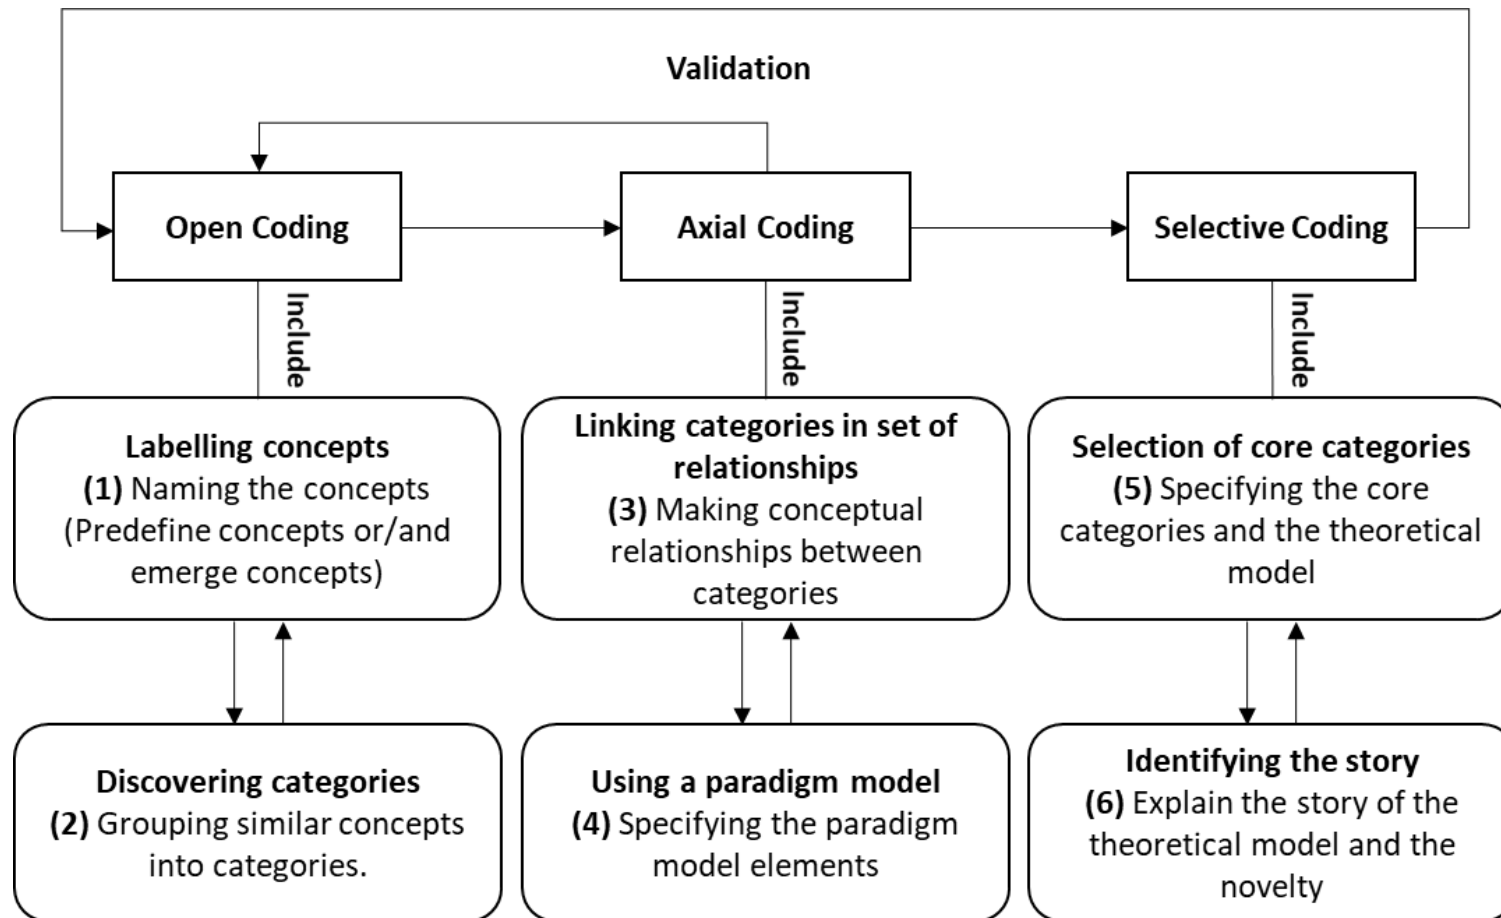 Validation
Open Coding
Axial Coding
Selective Coding
Include
Include
Include
Labelling concepts
(1) Naming the concepts
(Predefine concepts or/and
emerge concepts)
Linking categories in set of
relationships
(3) Making conceptual
relationships between
categories
Selection of core categories
(5) Specifying the core
categories and the theoretical
model
Discovering categories
(2) Grouping similar concepts
into categories.
Using a paradigm model
(4) Specifying the paradigm
model elements
Identifying the story
(6) Explain the story of the
theoretical model and the
novelty